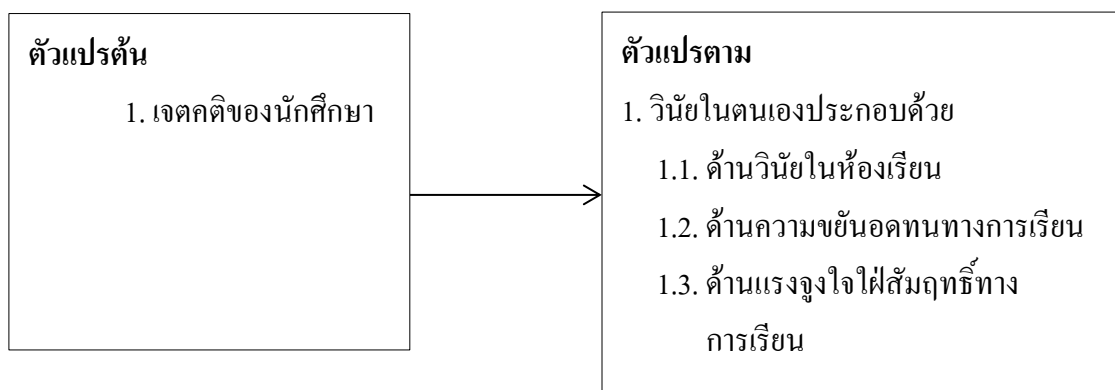 ตัวแปรต้น
1. เจตคติของนักศึกษา
ตัวแปรตาม
1. วินัยในตนเองประกอบด้วย
1.1. ด้านวินัยในห้องเรียน
1.2. ด้านความขยันอดทนทางการเรียน
1.3. ด้านแรงจูงใจใฝ่สัมฤทธิ์ทาง
การเรียน